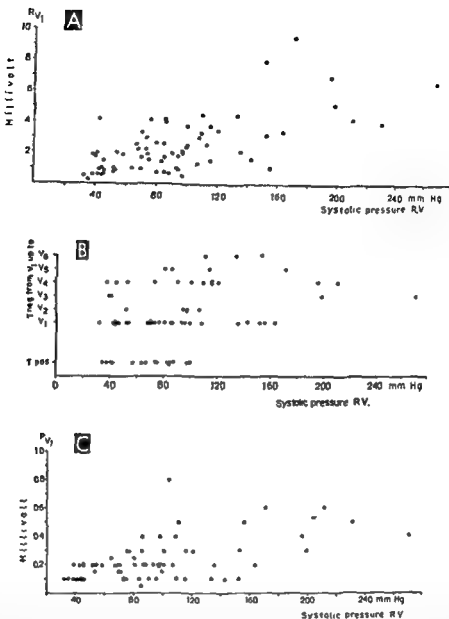 A
RV1
Millivolt
10
8
6
4
2
40 80 120 160 200 240 mm Hg
Systolic pressure RV
B
T neg from V1 up to
V6
V5
V4
V3
V2
V1
T pos
0 40 80 120 160 200 240 mm Hg
Systolic pressure RV.
C
PV1
Millivolt
10
0.8
0.6
0.4
0.2
40 80 120 160 200 240 mm Hg
Systolic pressure RV